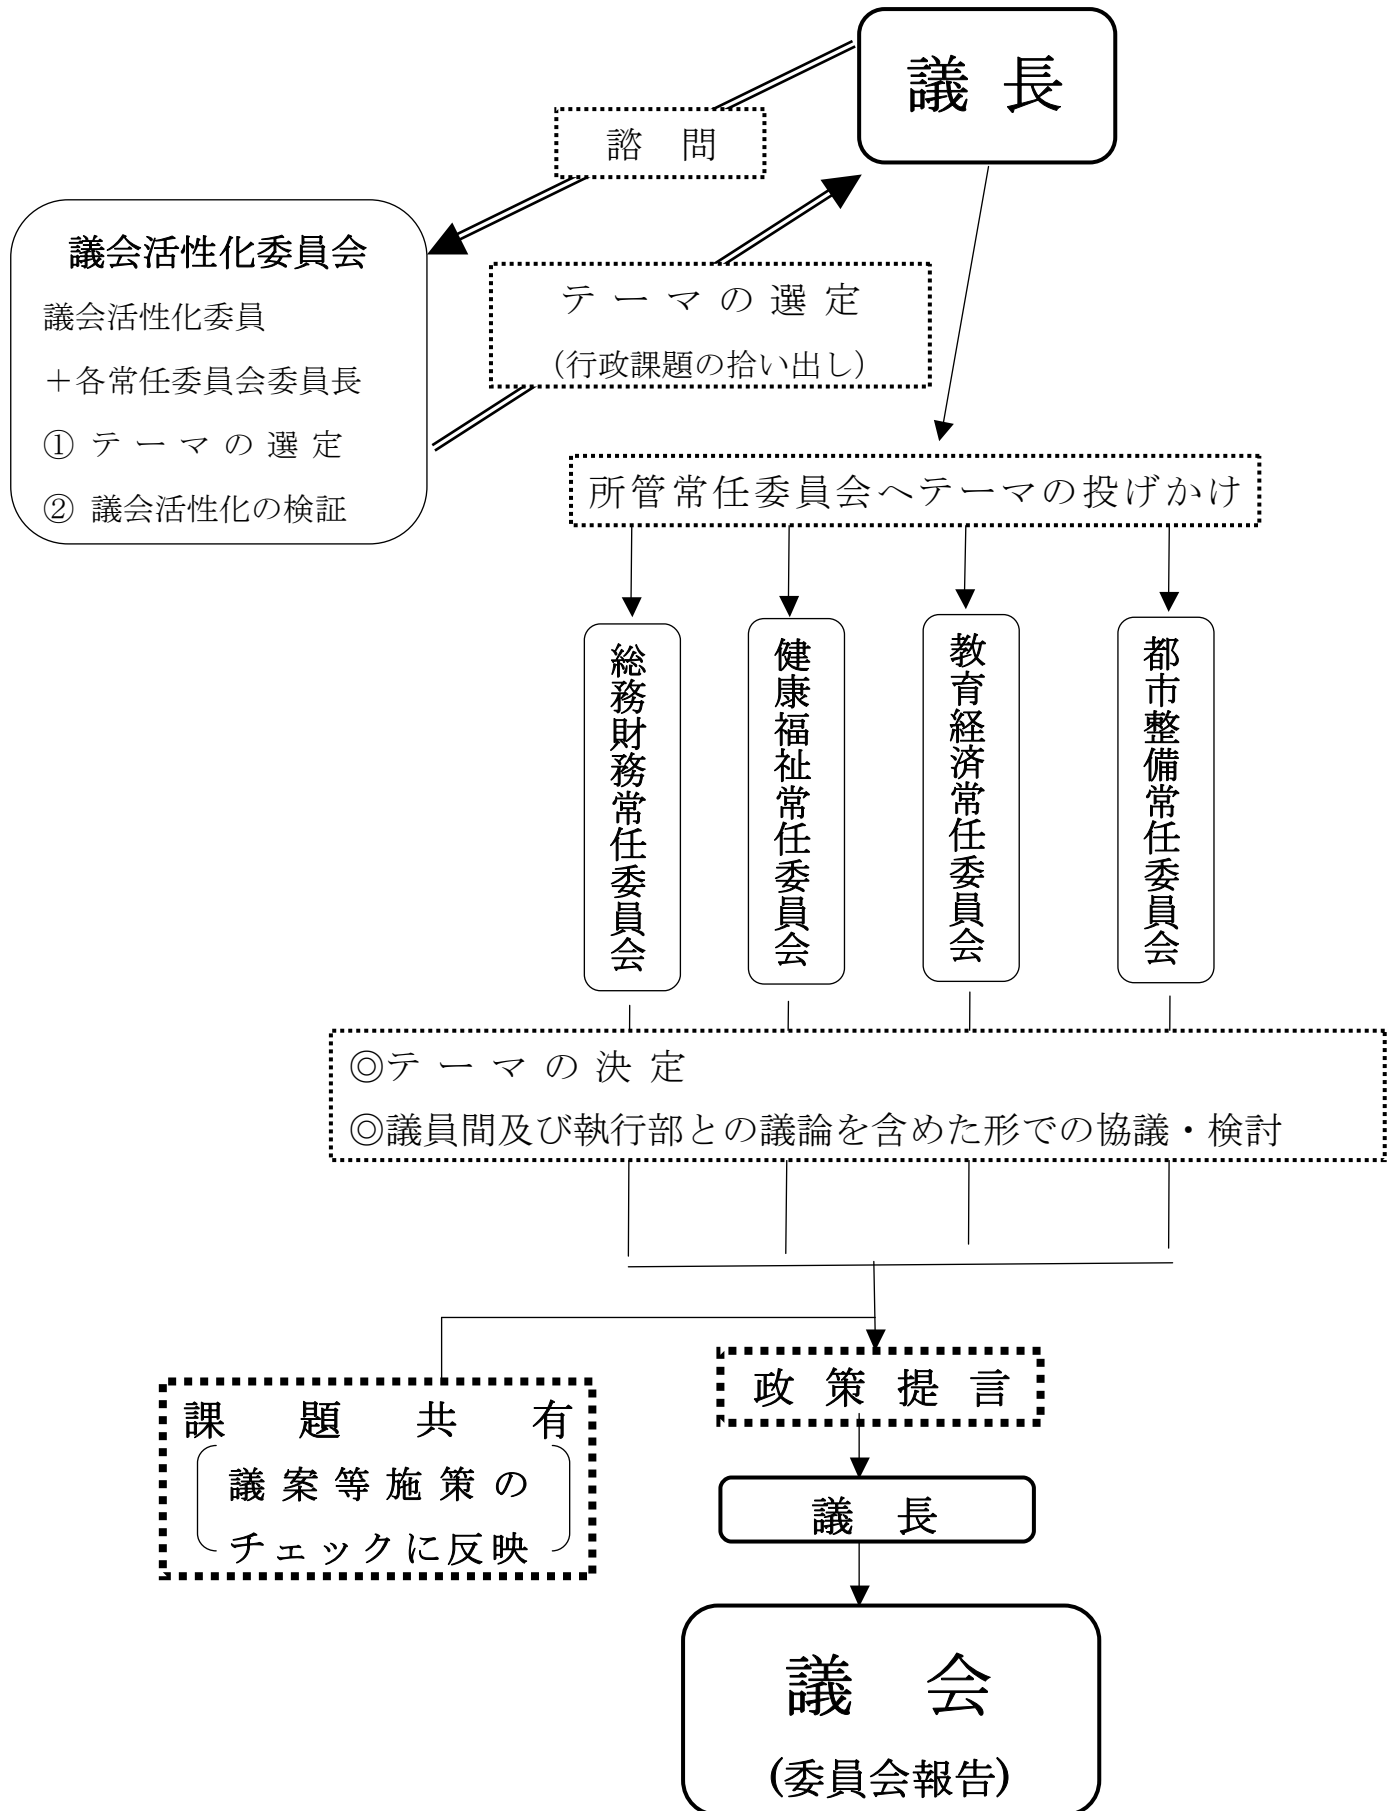 議 長
諮 問
議会活性化委員会
議会活性化委員
＋各常任委員会委員長
① テーマの選定
② 議会活性化の検証
テーマの選定
（行政課題の拾い出し）
所管常任委員会へテーマの投げかけ
総務財務常任委員会
健康福祉常任委員会
教育経済常任委員会
都市整備常任委員会
◎テーマの決定
◎議員間及び執行部との議論を含めた形での協議・検討
政策提言
課題共有
議案等施策の
チェックに反映
議 長
議 会
(委員会報告)